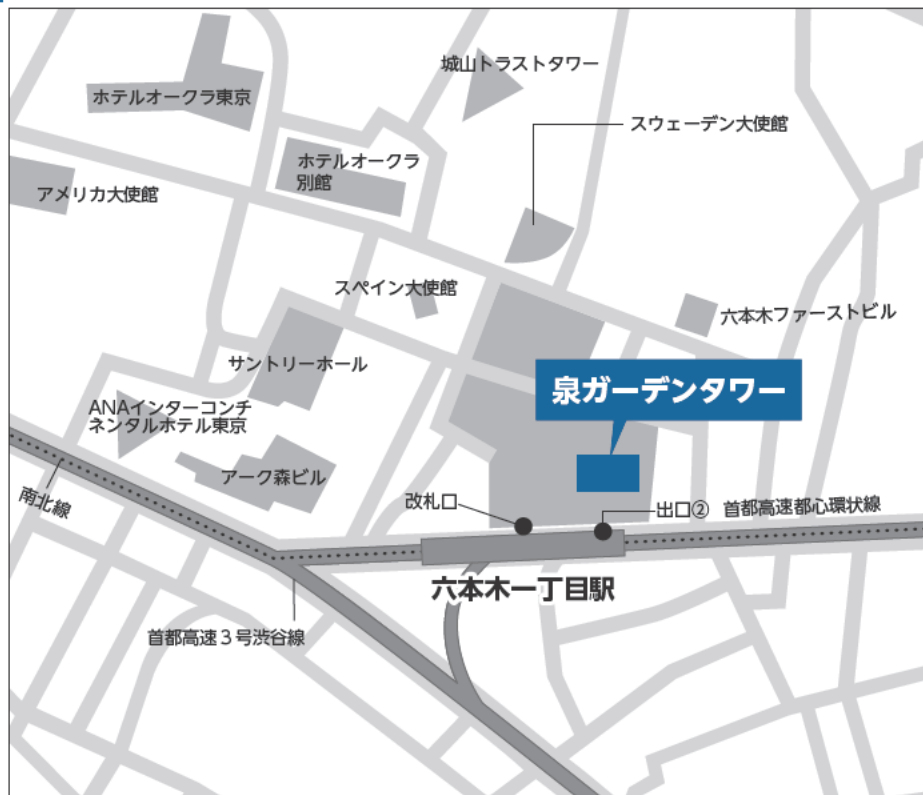 城山トラストタワー
ホテルオークラ東京
スウェーデン大使館
ホテルオークラ
別館
アメリカ大使館
スペイン大使館
六本木ファーストビル
サントリーホール
泉ガーデンタワー
ANAインターコンチ
ネンタルホテル東京
アーク森ビル
南北線
改札口
出口② 首都高速都心環状線
六本木一丁目駅
首都高速3号渋谷線